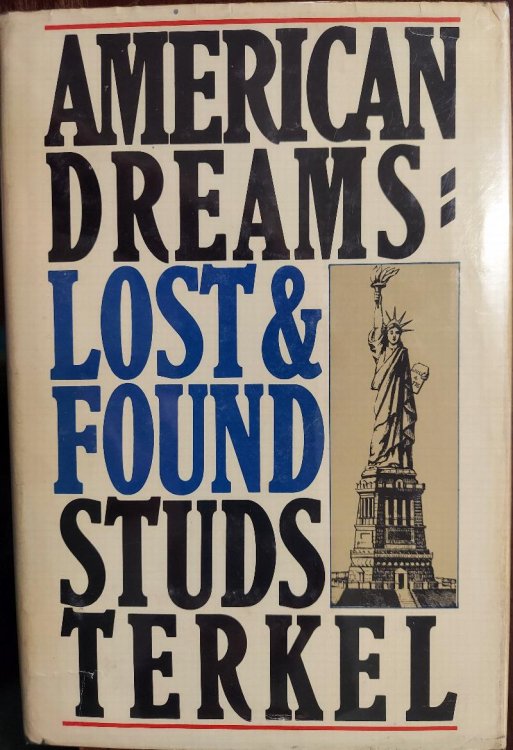 AMERICAN
DREAMS:
LOST &
FOUND
STUDS
TERKEL